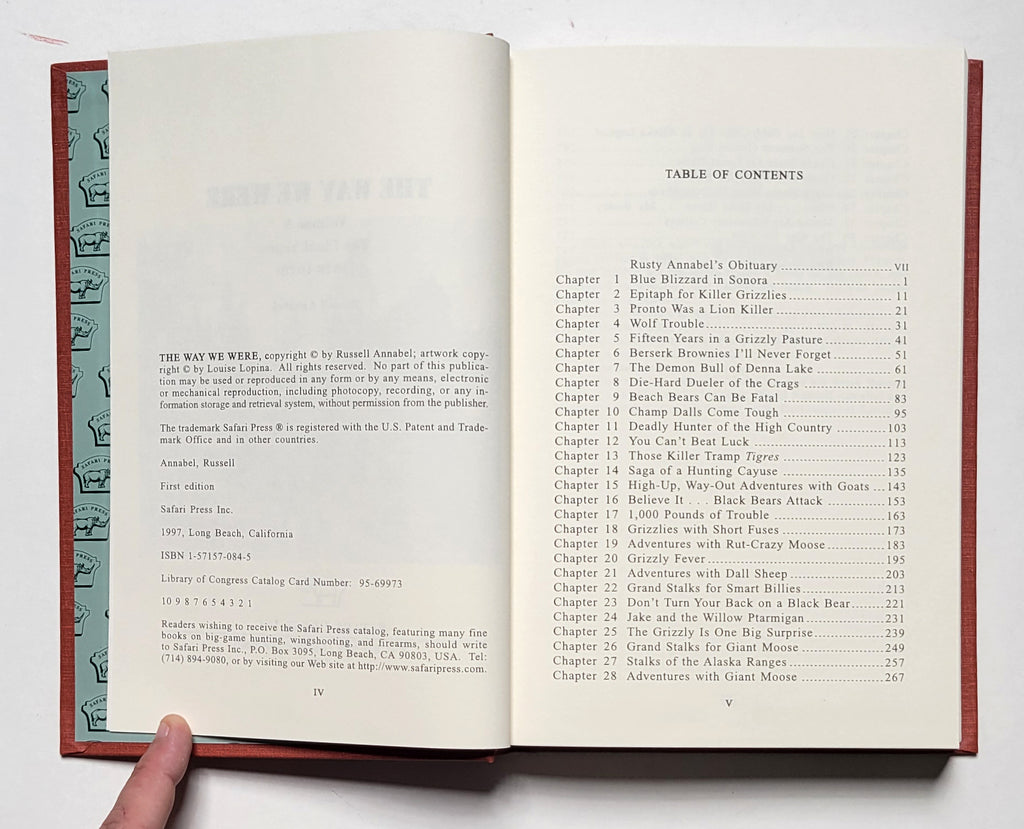 THE WAY WE WERE, copyright © by Russell Annabel; artwork copy-
right © by Louise Lopina. All rights reserved. No part of this publica-
tion may be used or reproduced in any form or by any means, electronic
or mechanical reproduction, including photocopy, recording, or any in-
formation storage and retrieval system, without permission from the publisher.
The trademark Safari Press ® is registered with the U.S. Patent and Trade-
mark Office and in other countries.
Annabel, Russell
First edition
Safari Press Inc.
1997, Long Beach, California
ISBN 1-57157-084-5
Library of Congress Catalog Card Number: 95-69973
10 9 8 7 6 5 4 3 2 1
Readers wishing to receive the Safari Press catalog, featuring many fine
books on big-game hunting, wingshooting, and firearms, should write
to Safari Press Inc., P.O. Box 3095, Long Beach, CA 90803, USA. Tel:
(714) 894-9080, or by visiting our Web site at http://www.safaripress.com.
IV
TABLE OF CONTENTS
Rusty Annabel's Obituary ........ VII
Chapter 1 Blue Blizzard in Sonora ........ 1
Chapter 2 Epitaph for Killer Grizzlies ........ 11
Chapter 3 Pronto Was a Lion Killer ........ 21
Chapter 4 Wolf Trouble ........ 31
Chapter 5 Fifteen Years in a Grizzly Pasture ........ 41
Chapter 6 Berserk Brownies I'll Never Forget ........ 51
Chapter 7 The Demon Bull of Denna Lake ........ 61
Chapter 8 Die-Hard Dueler of the Crags ........ 71
Chapter 9 Beach Bears Can Be Fatal ........ 83
Chapter 10 Champ Dalls Come Tough ........ 95
Chapter 11 Deadly Hunter of the High Country ........ 103
Chapter 12 You Can't Beat Luck ........ 113
Chapter 13 Those Killer Tramp Tigres ........ 123
Chapter 14 Saga of a Hunting Cayuse ........ 135
Chapter 15 High-Up, Way-Out Adventures with Goats ... 143
Chapter 16 Believe It . . . Black Bears Attack ........ 153
Chapter 17 1,000 Pounds of Trouble ........ 163
Chapter 18 Grizzlies with Short Fuses ........ 173
Chapter 19 Adventures with Rut-Crazy Moose ........ 183
Chapter 20 Grizzly Fever ........ 195
Chapter 21 Adventures with Dall Sheep ........ 203
Chapter 22 Grand Stalks for Smart Billies ........ 213
Chapter 23 Don't Turn Your Back on a Black Bear ........ 221
Chapter 24 Jake and the Willow Ptarmigan ........ 231
Chapter 25 The Grizzly Is One Big Surprise ........ 239
Chapter 26 Grand Stalks for Giant Moose ........ 249
Chapter 27 Stalks of the Alaska Ranges ........ 257
Chapter 28 Adventures with Giant Moose ........ 267
V